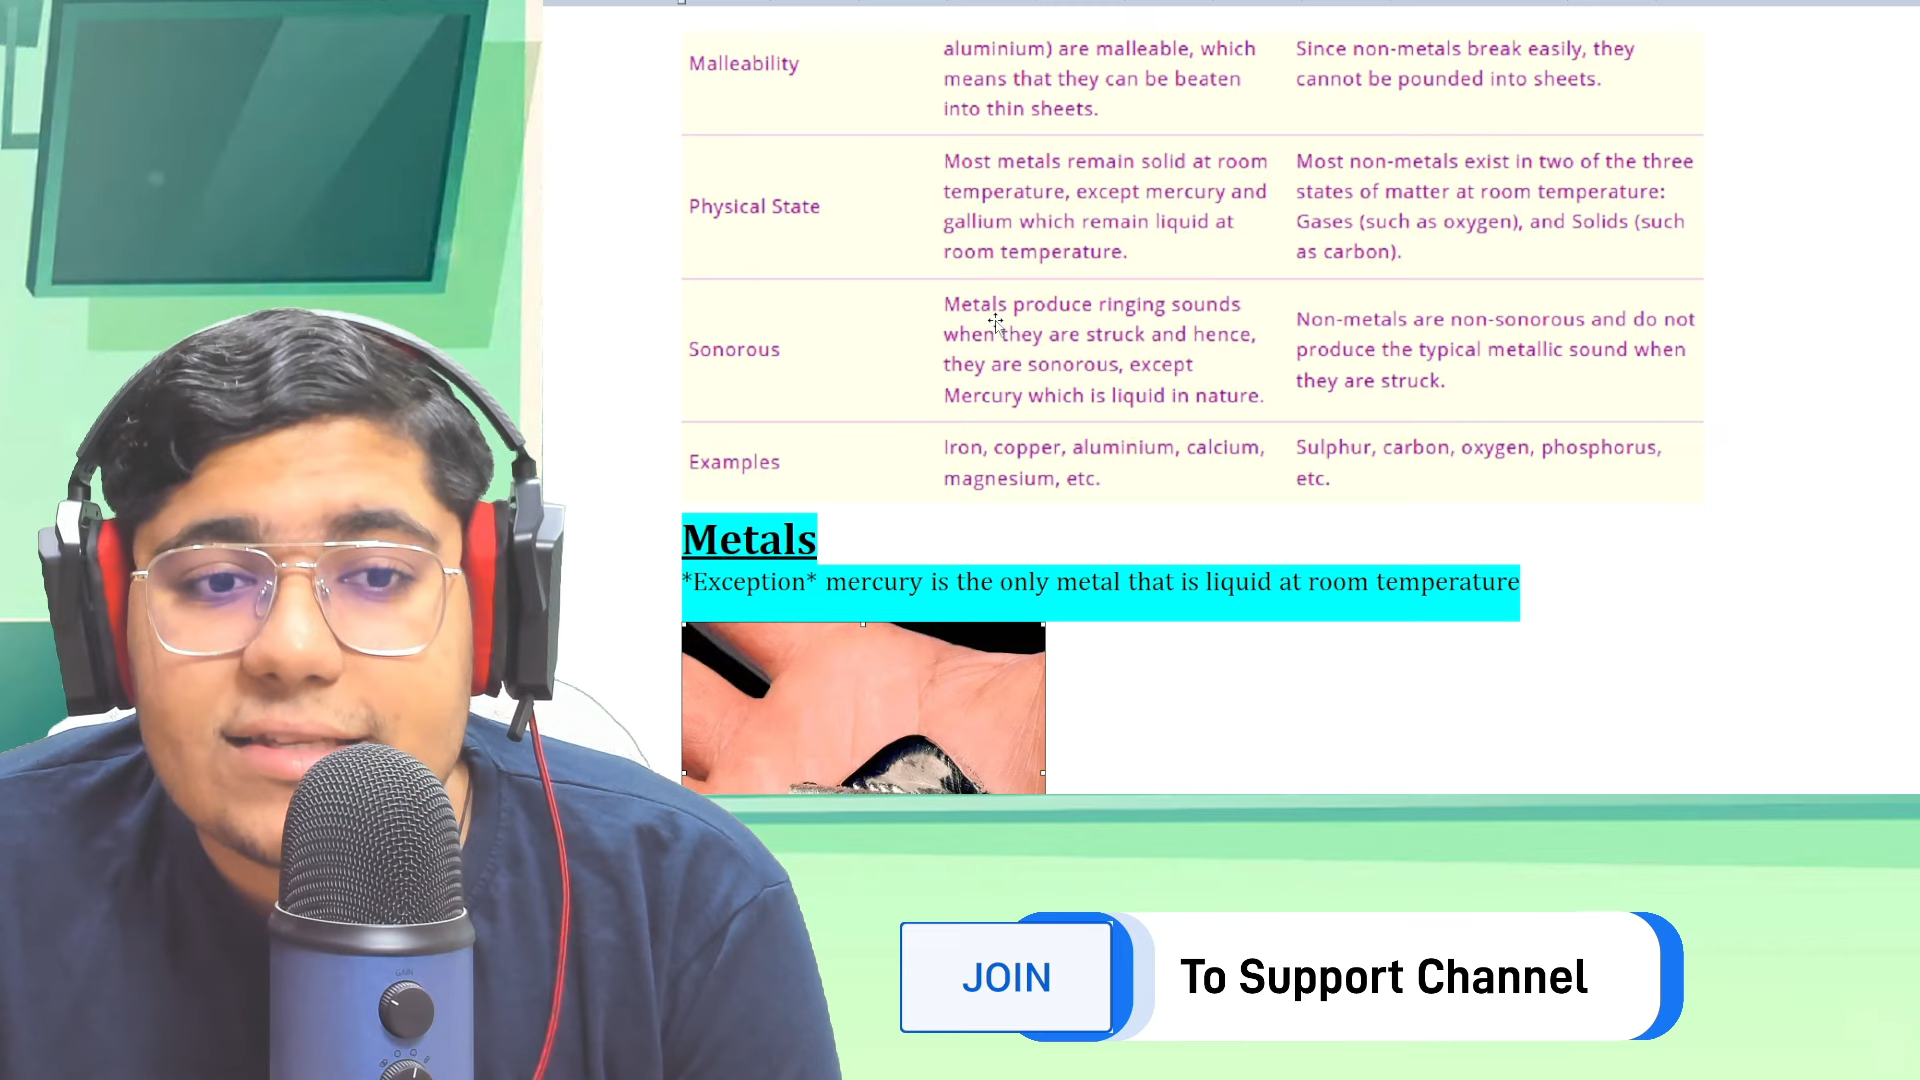 Malleability
aluminium) are malleable, which
means that they can be beaten
into thin sheets.
Since non-metals break easily, they
cannot be pounded into sheets.
Physical State
Most metals remain solid at room
temperature, except mercury and
gallium which remain liquid at
room temperature.
Most non-metals exist in two of the three
states of matter at room temperature:
Gases (such as oxygen), and Solids (such
as carbon).
Sonorous
Metals produce ringing sounds
when they are struck and hence,
they are sonorous, except
Mercury which is liquid in nature.
Non-metals are non-sonorous and do not
produce the typical metallic sound when
they are struck.
Examples
Iron, copper, aluminium, calcium,
magnesium, etc.
Sulphur, carbon, oxygen, phosphorus,
etc.
Metals
*Exception* mercury is the only metal that is liquid at room temperature
GAIN
JOIN
To Support Channel